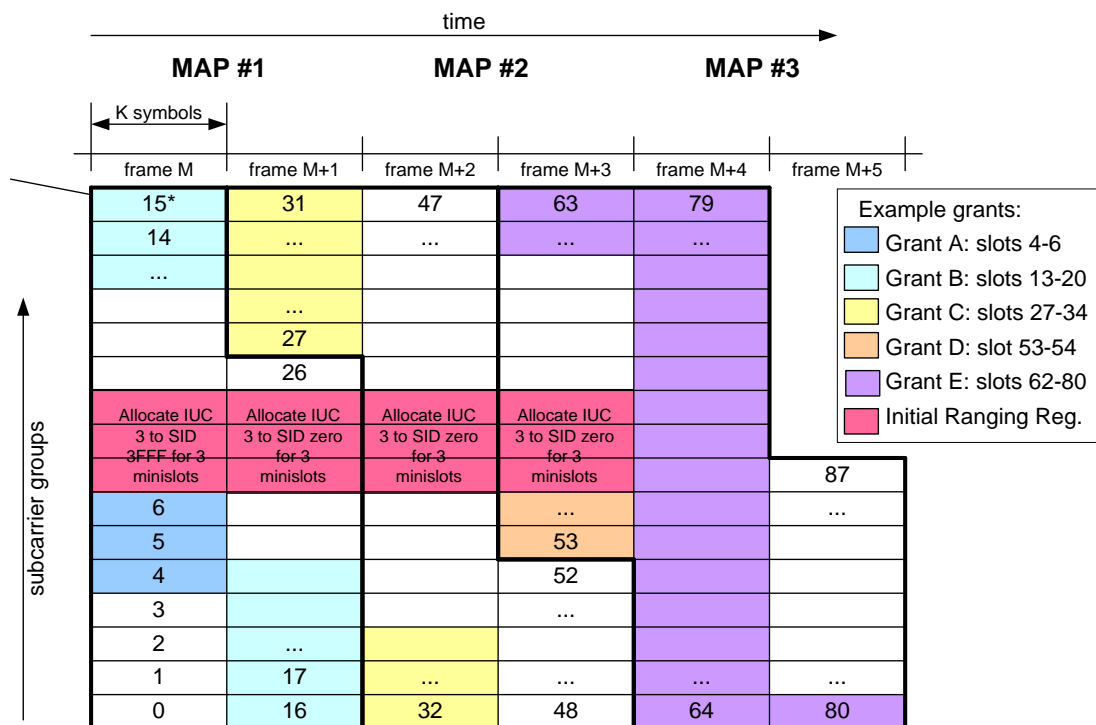 time
MAP #1 MAP #2 MAP #3
K symbols
frame M frame M+1 frame M+2 frame M+3 frame M+4 frame M+5
15* 31 47 63 79
14 ... ... ... ...
...
...
27
26
Allocate IUC 3 to SID 3FFF for 3 minislots
Allocate IUC 3 to SID zero for 3 minislots
Allocate IUC 3 to SID zero for 3 minislots
Allocate IUC 3 to SID zero for 3 minislots
87
6 ... ...
5 53
4 52
3 ...
2 ...
1 17 ... ... ... ...
0 16 32 48 64 80
subcarrier groups
Example grants:
Grant A: slots 4-6
Grant B: slots 13-20
Grant C: slots 27-34
Grant D: slot 53-54
Grant E: slots 62-80
Initial Ranging Reg.